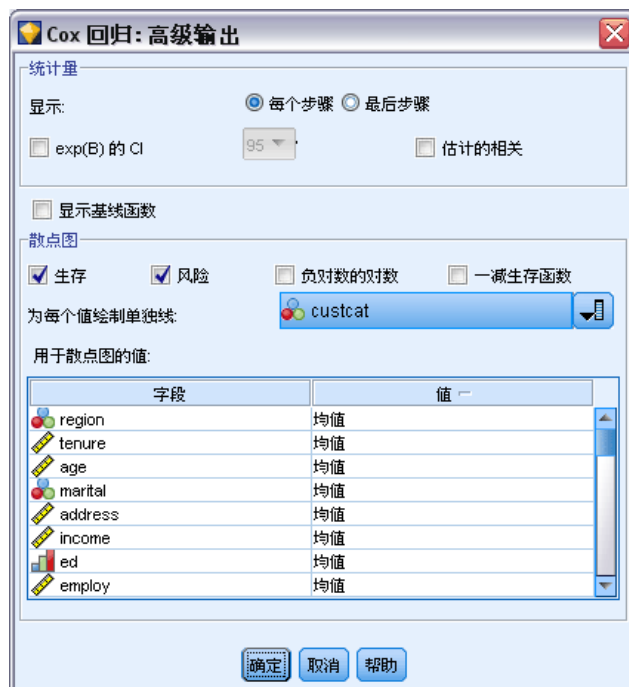 Cox 回归: 高级输出
统计量
显示: 每个步骤 最后步骤
exp(B) 的 CI 95 估计的相关
显示基线函数
散点图
生存 风险 负对数的对数 一减生存函数
为每个值绘制单独线: custcat
用于散点图的值:
字段 值
region 均值
tenure 均值
age 均值
marital 均值
address 均值
income 均值
ed 均值
employ 均值
确定 取消 帮助